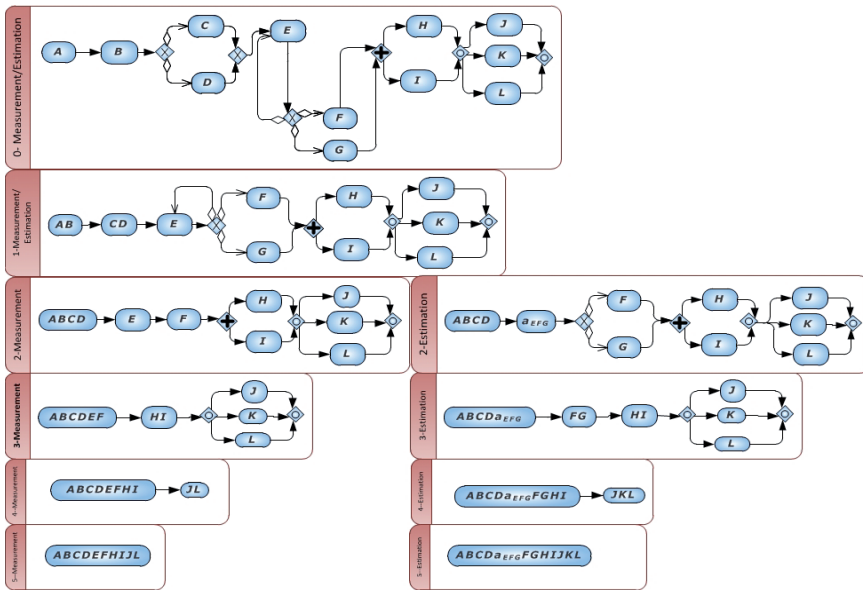 0- Measurement/Estimation
A B C D E F G H I J K L
1-Measurement/
Estimation
AB CD E F G H I J K L
2-Measurement
ABCD E F H I J K L
2-Estimation
ABCD aEFG F G H I J K L
3-Measurement
ABCDEF HI J K L
3-Estimation
ABCDaEFG FG HI J K L
4-Measurement
ABCDEFHI JL
4-Estimation
ABCDaEFGFGHI JKL
5-Measurement
ABCDEFHIJL
5-Estimation
ABCDaEFGFGHIJKL